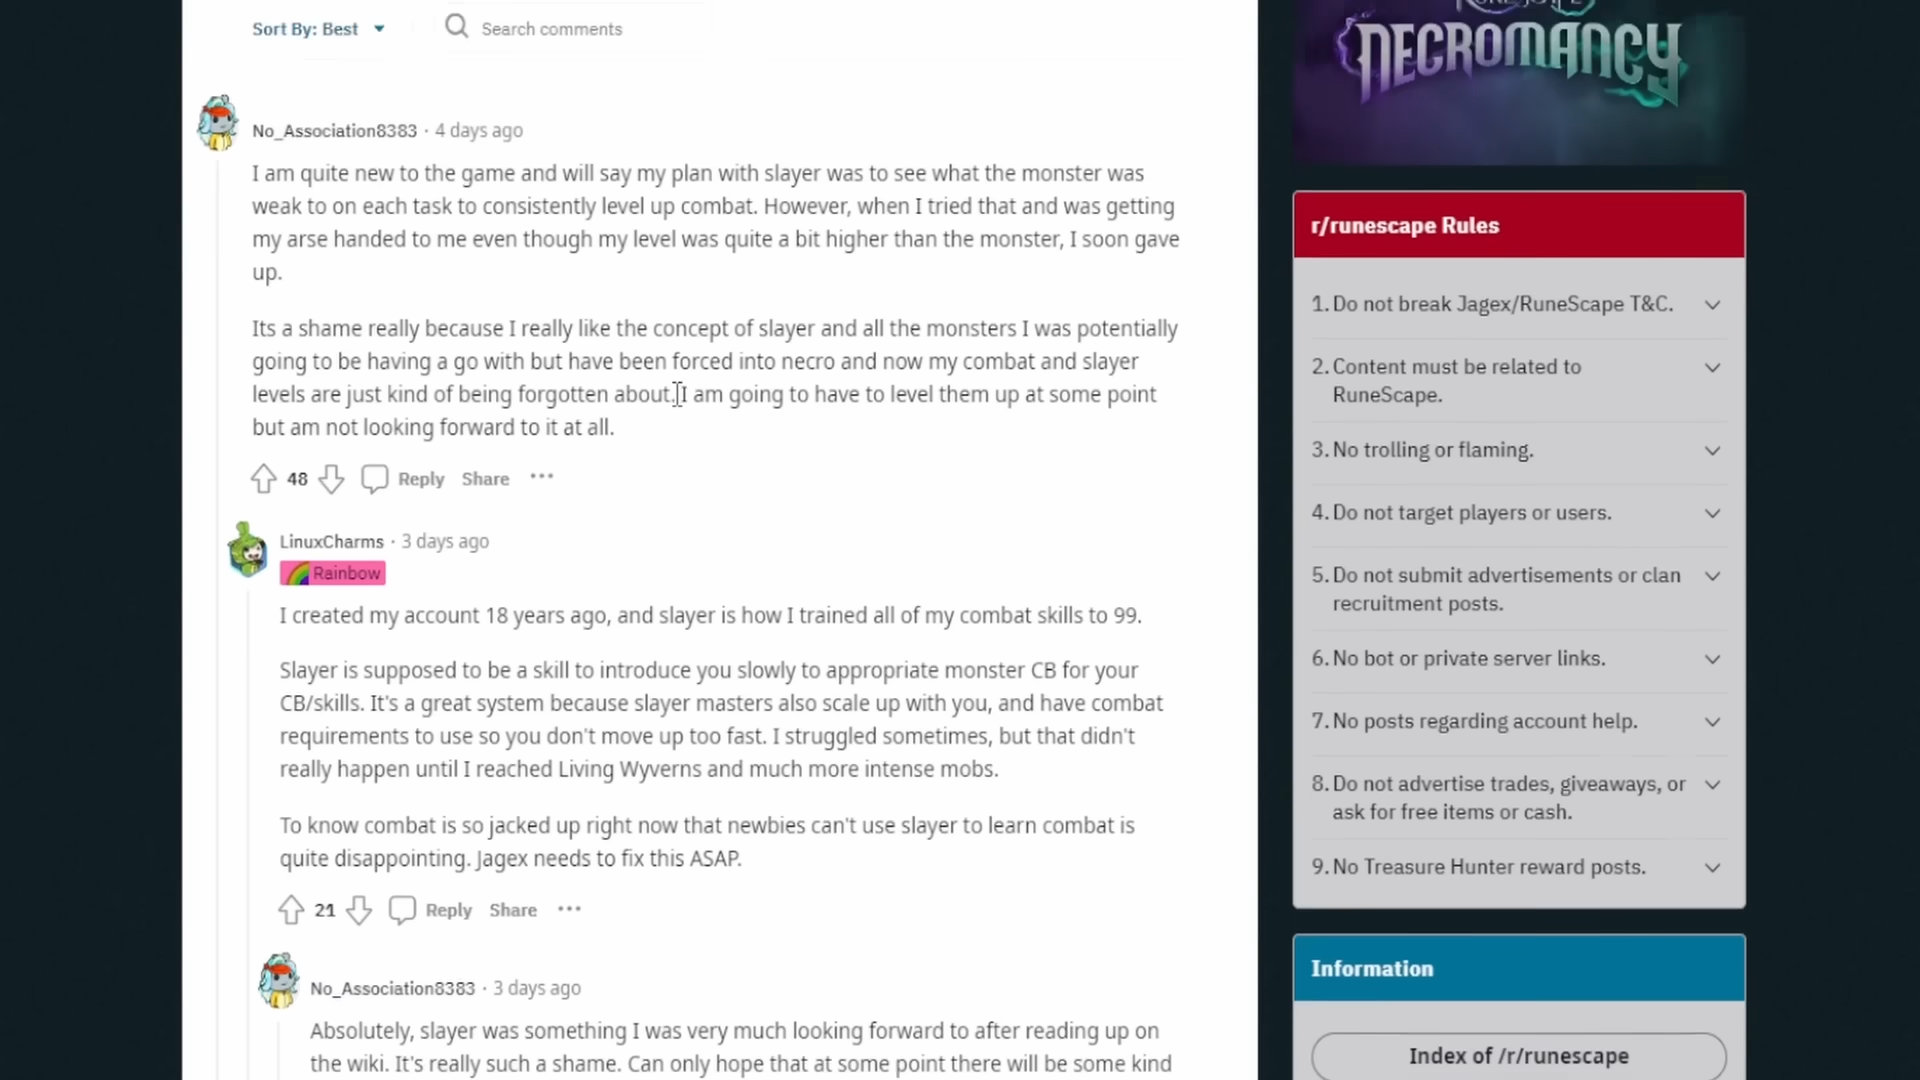 Sort By: Best
Search comments
No_Association8383 · 4 days ago
I am quite new to the game and will say my plan with slayer was to see what the monster was
weak to on each task to consistently level up combat. However, when I tried that and was getting
my arse handed to me even though my level was quite a bit higher than the monster, I soon gave
up.
Its a shame really because I really like the concept of slayer and all the monsters I was potentially
going to be having a go with but have been forced into necro and now my combat and slayer
levels are just kind of being forgotten about. I am going to have to level them up at some point
but am not looking forward to it at all.
48 Reply Share ···
LinuxCharms · 3 days ago
Rainbow
I created my account 18 years ago, and slayer is how I trained all of my combat skills to 99.
Slayer is supposed to be a skill to introduce you slowly to appropriate monster CB for your
CB/skills. It's a great system because slayer masters also scale up with you, and have combat
requirements to use so you don't move up too fast. I struggled sometimes, but that didn't
really happen until I reached Living Wyverns and much more intense mobs.
To know combat is so jacked up right now that newbies can't use slayer to learn combat is
quite disappointing. Jagex needs to fix this ASAP.
21 Reply Share ···
No_Association8383 · 3 days ago
Absolutely, slayer was something I was very much looking forward to after reading up on
the wiki. It's really such a shame. Can only hope that at some point there will be some kind
NECROMANCY
r/runescape Rules
1. Do not break Jagex/RuneScape T&C.
2. Content must be related to
RuneScape.
3. No trolling or flaming.
4. Do not target players or users.
5. Do not submit advertisements or clan
recruitment posts.
6. No bot or private server links.
7. No posts regarding account help.
8. Do not advertise trades, giveaways, or
ask for free items or cash.
9. No Treasure Hunter reward posts.
Information
Index of /r/runescape